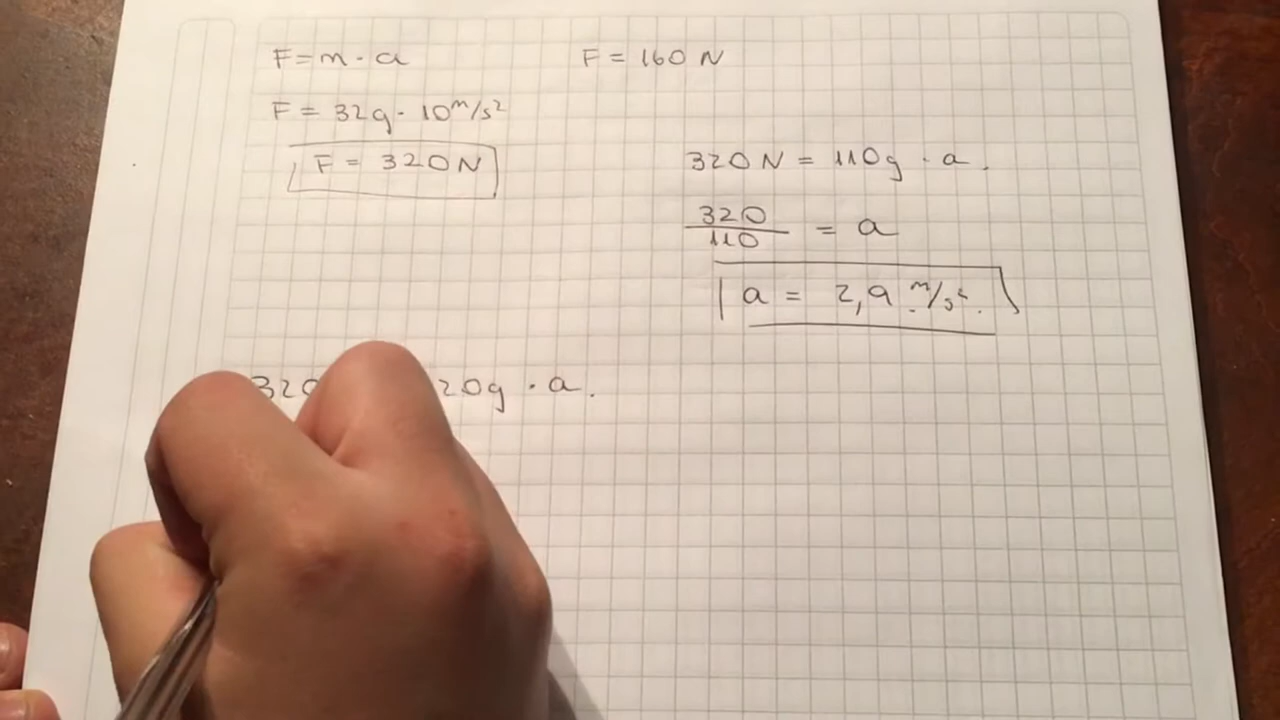 F = m · a
F = 160 N
F = 32g · 10 m/s²
F = 320 N
320 N = 110g · a.
320/110 = a
a = 2,9 m/s².
20g · a.